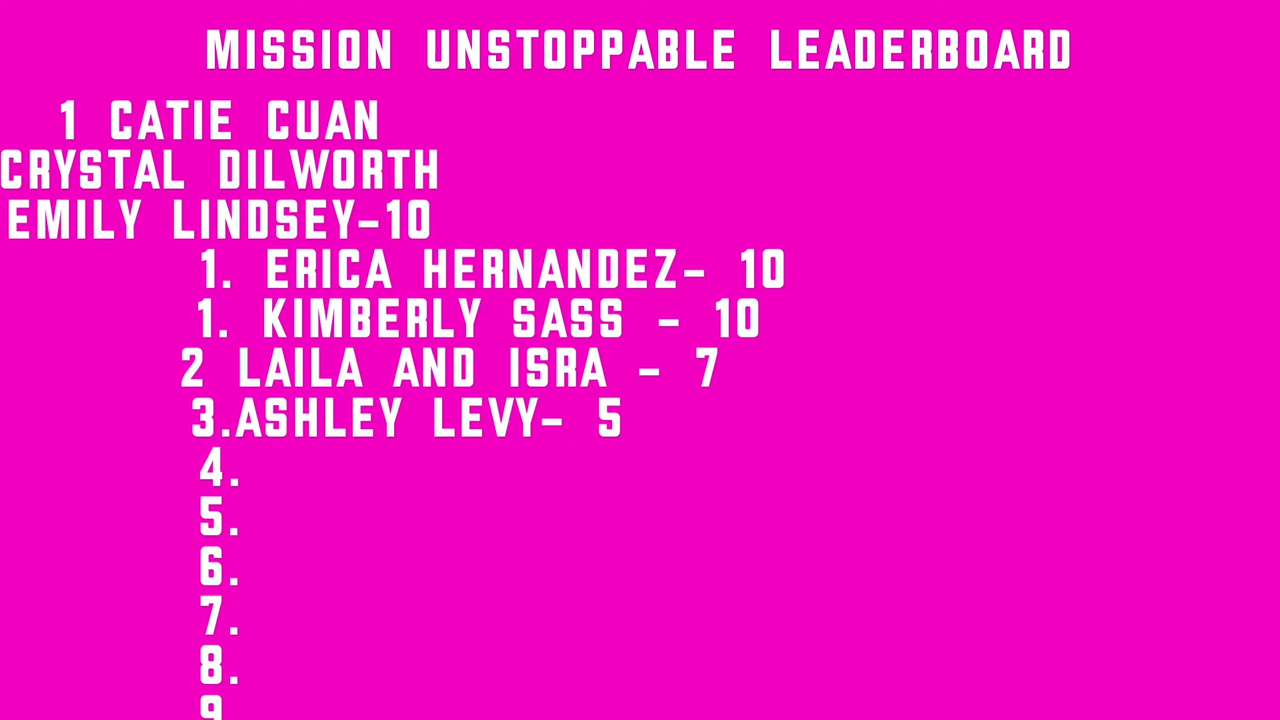 MISSION UNSTOPPABLE LEADERBOARD
1 CATIE CUAN
CRYSTAL DILWORTH
EMILY LINDSEY-10
1. ERICA HERNANDEZ- 10
1. KIMBERLY SASS - 10
2 LAILA AND ISRA - 7
3.ASHLEY LEVY- 5
4.
5.
6.
7.
8.
9